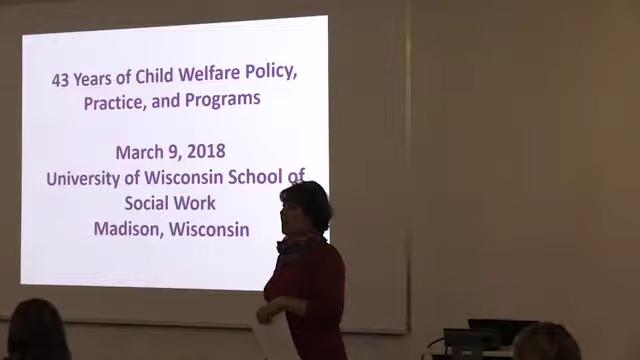 43 Years of Child Welfare Policy,
Practice, and Programs
March 9, 2018
University of Wisconsin School of
Social Work
Madison, Wisconsin